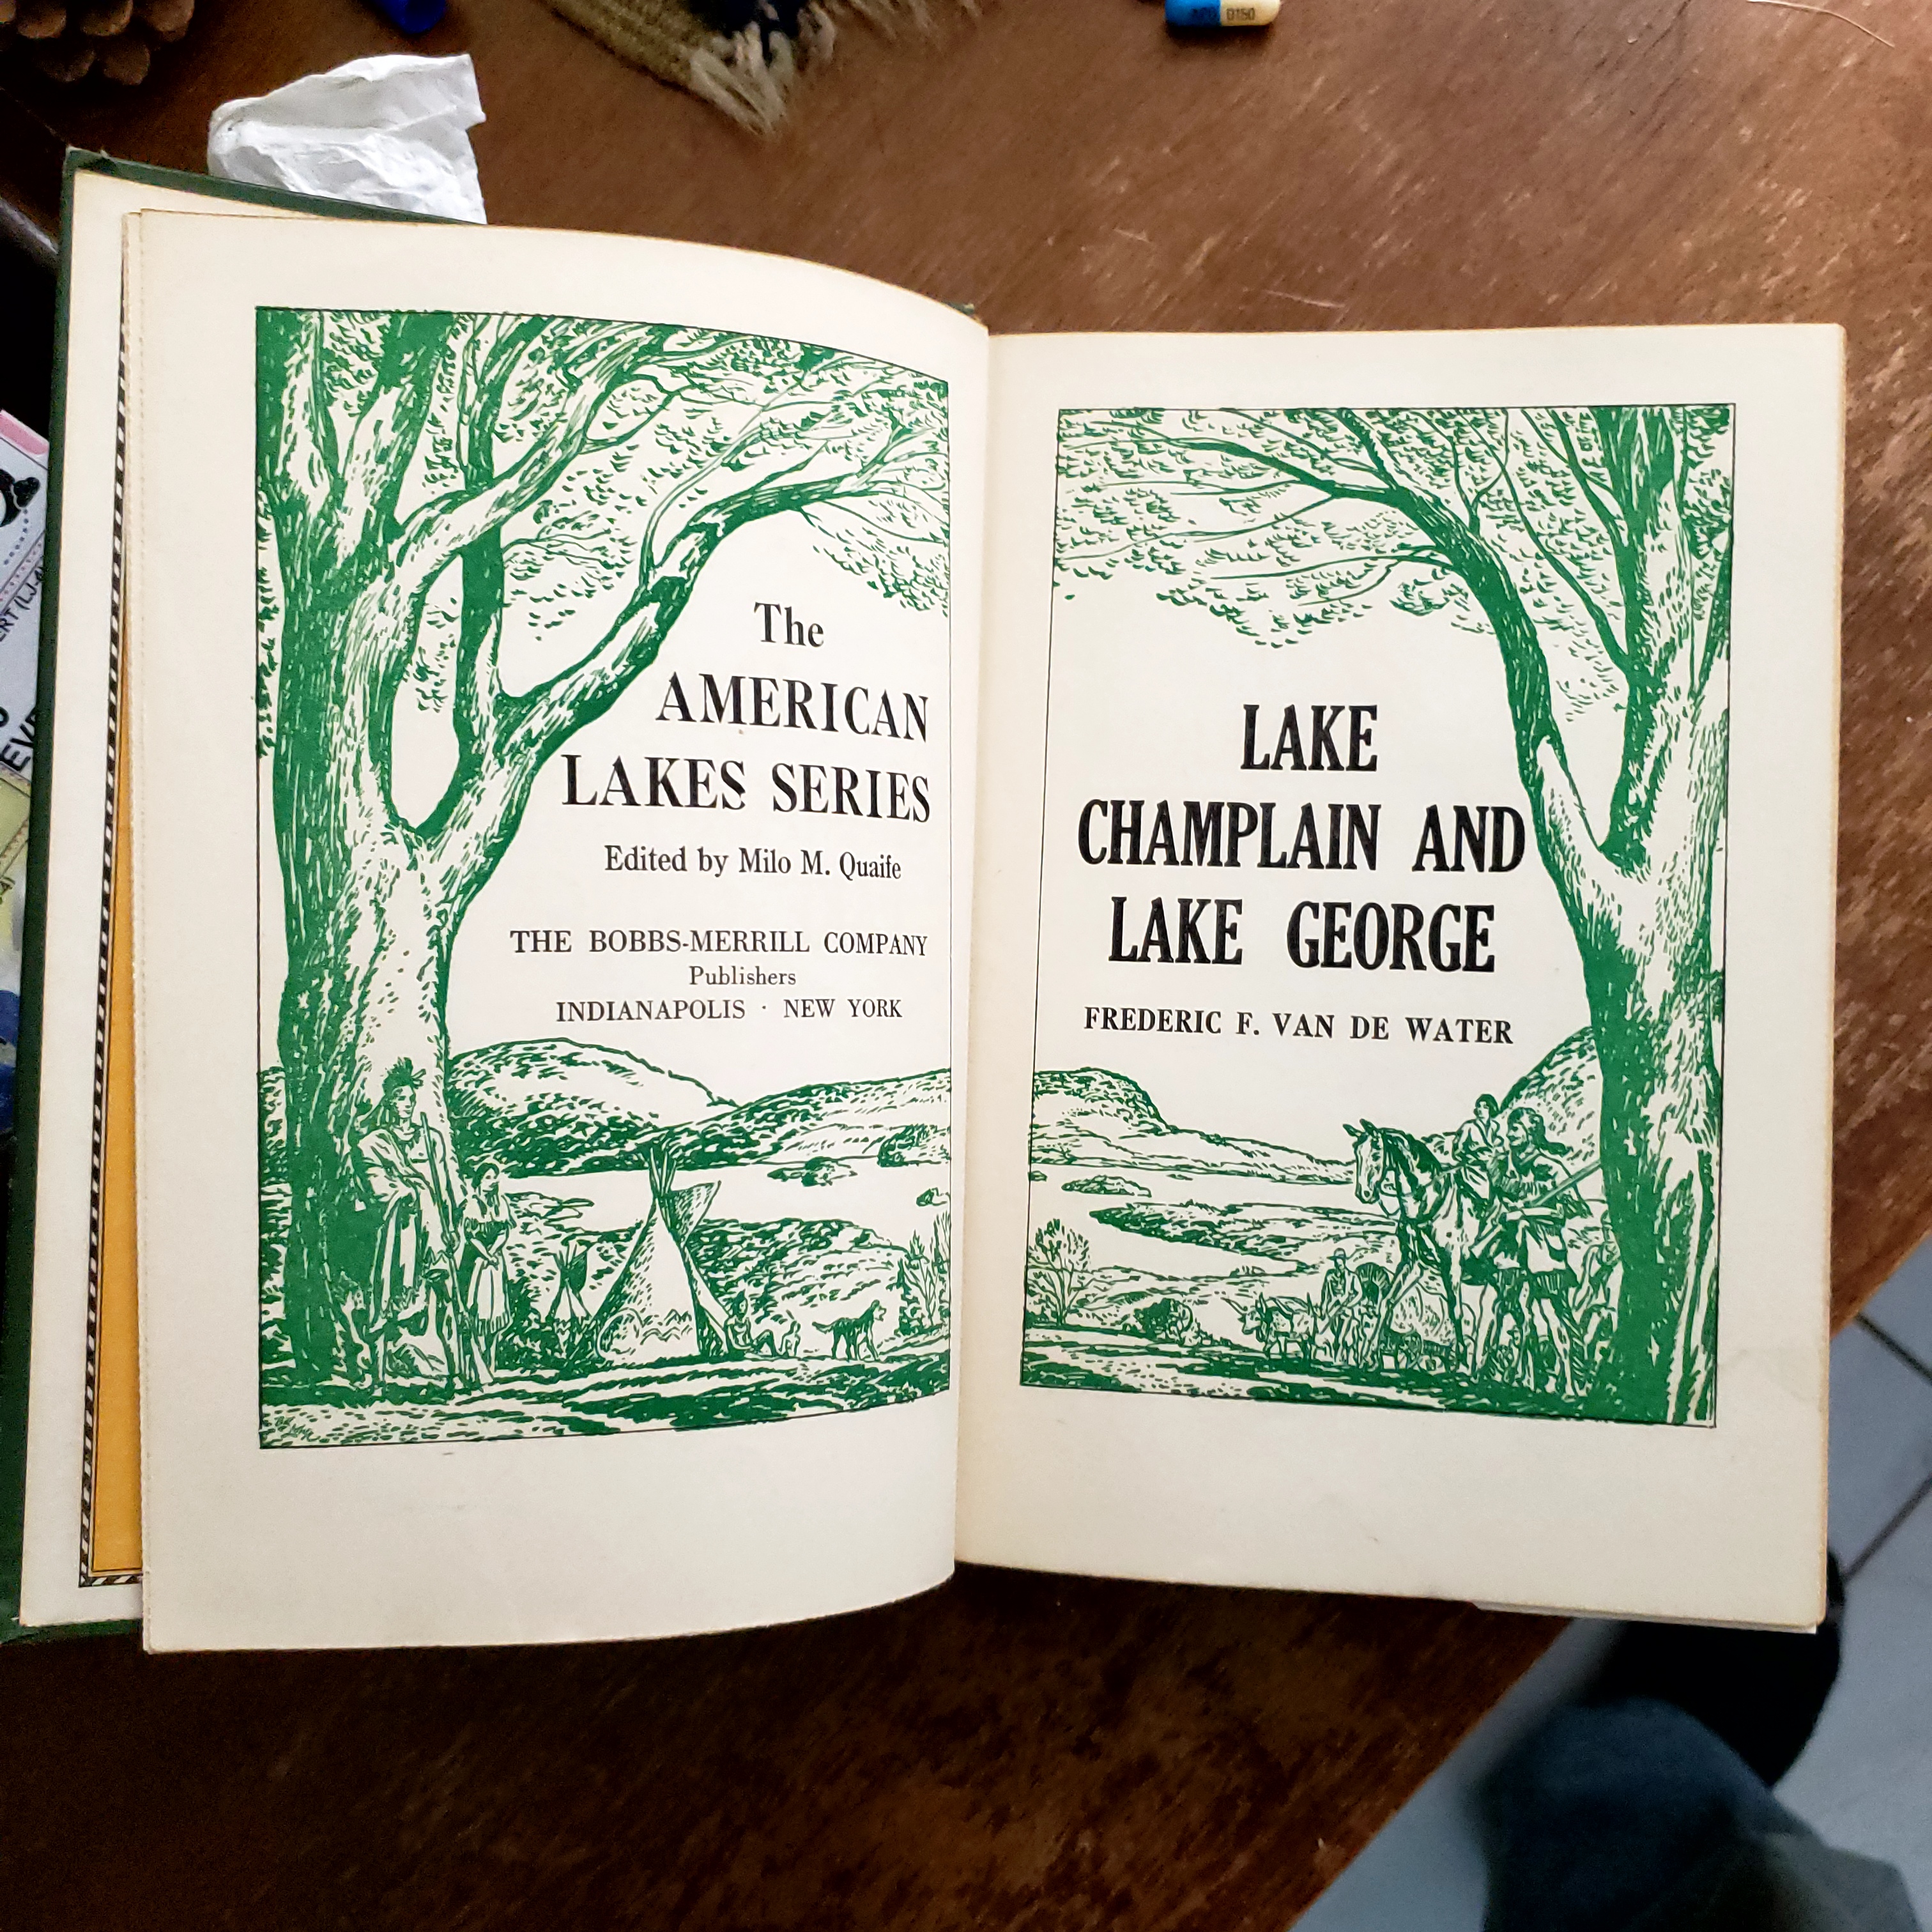 The
AMERICAN
LAKES SERIES
Edited by Milo M. Quaife
THE BOBBS-MERRILL COMPANY
Publishers
INDIANAPOLIS · NEW YORK
LAKE
CHAMPLAIN AND
LAKE GEORGE
FREDERIC F. VAN DE WATER
D150